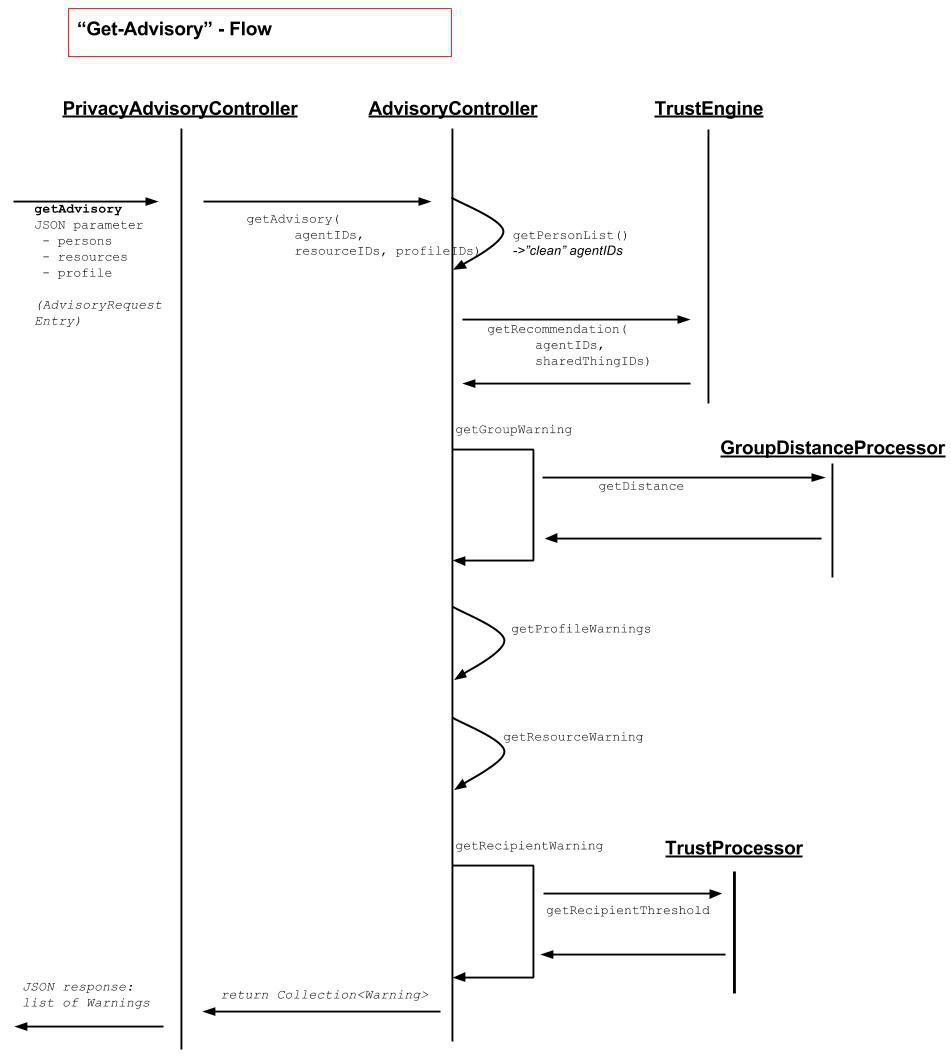 “Get-Advisory” - Flow
PrivacyAdvisoryController
AdvisoryController
TrustEngine
getAdvisory
JSON parameter
- persons
- resources
- profile
(AdvisoryRequest
Entry)
getAdvisory(
agentIDs,
resourceIDs, profileIDs)
getPersonList()
->”clean” agentIDs
getRecommendation(
agentIDs,
sharedThingIDs)
getGroupWarning
GroupDistanceProcessor
getDistance
getProfileWarnings
getResourceWarning
getRecipientWarning
TrustProcessor
getRecipientThreshold
JSON response:
list of Warnings
return Collection<Warning>